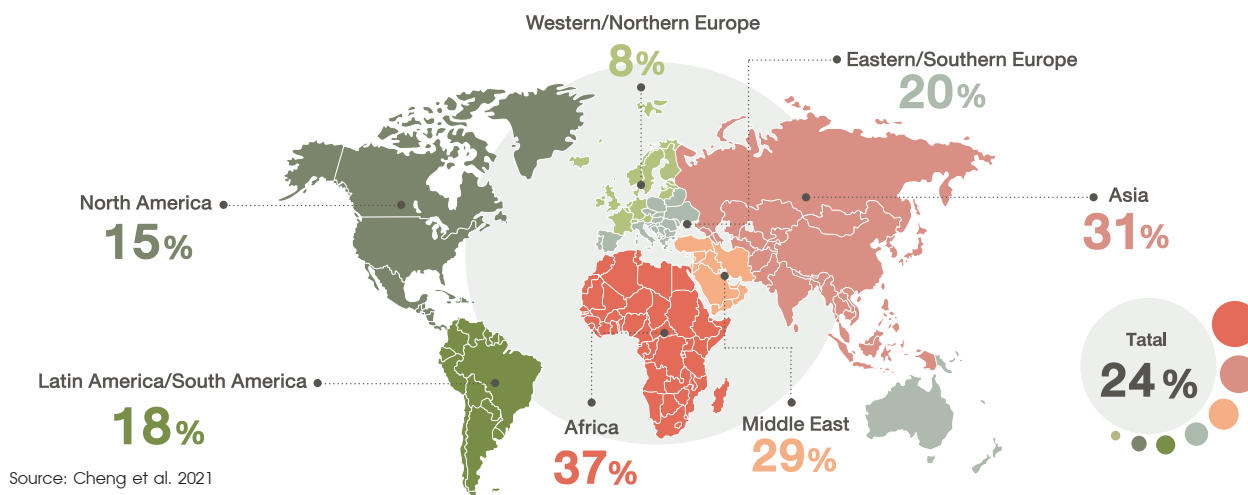 Western/Northern Europe
8%
Eastern/Southern Europe
20%
North America
15%
Asia
31%
Latin America/South America
18%
Africa
37%
Middle East
29%
Tatal
24 %
Source: Cheng et al. 2021